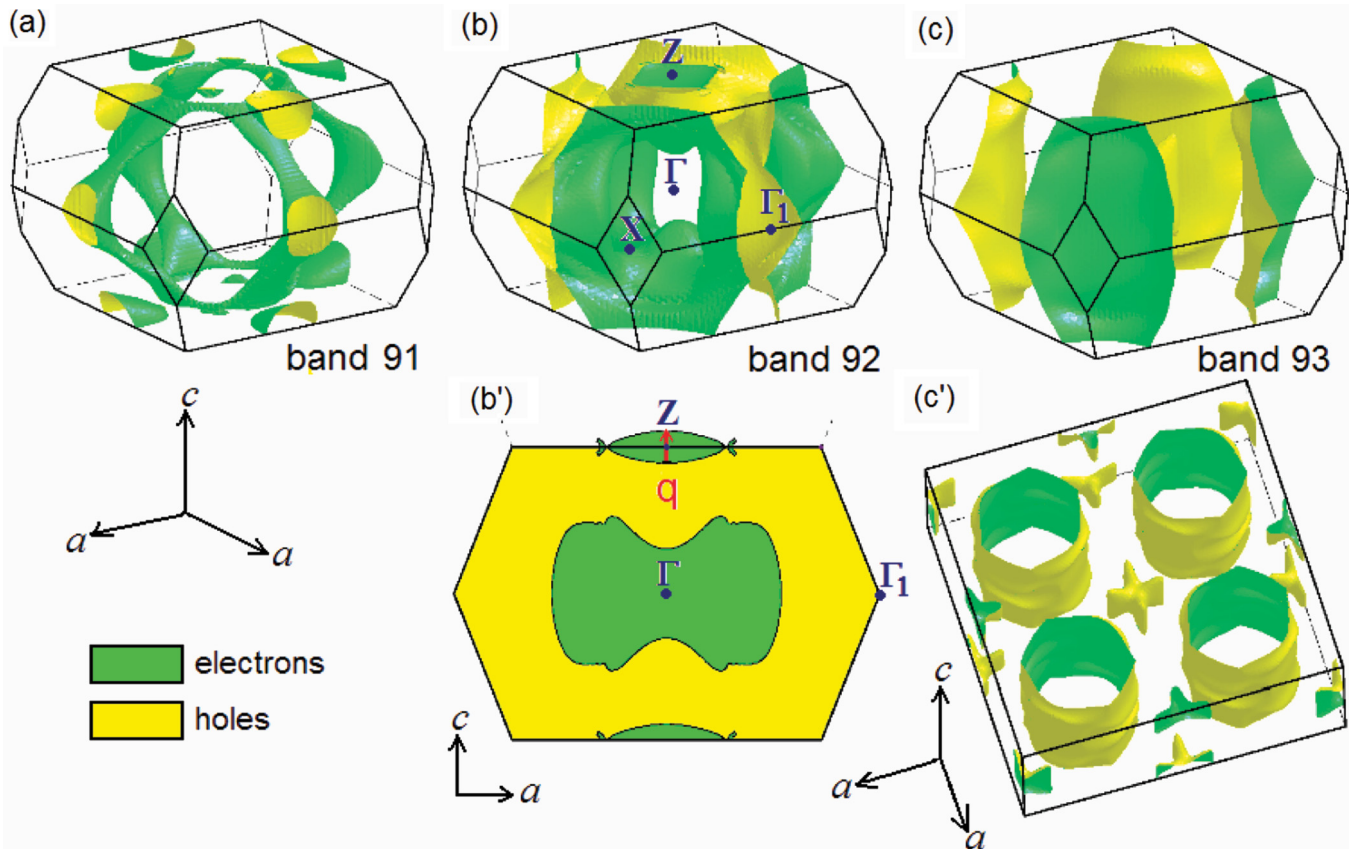 (a)
(b)
(c)
Z
Γ
Γ1
X
band 91
band 92
band 93
c
a
a
(b')
Z
q
Γ
Γ1
c
a
(c')
c
a
a
electrons
holes